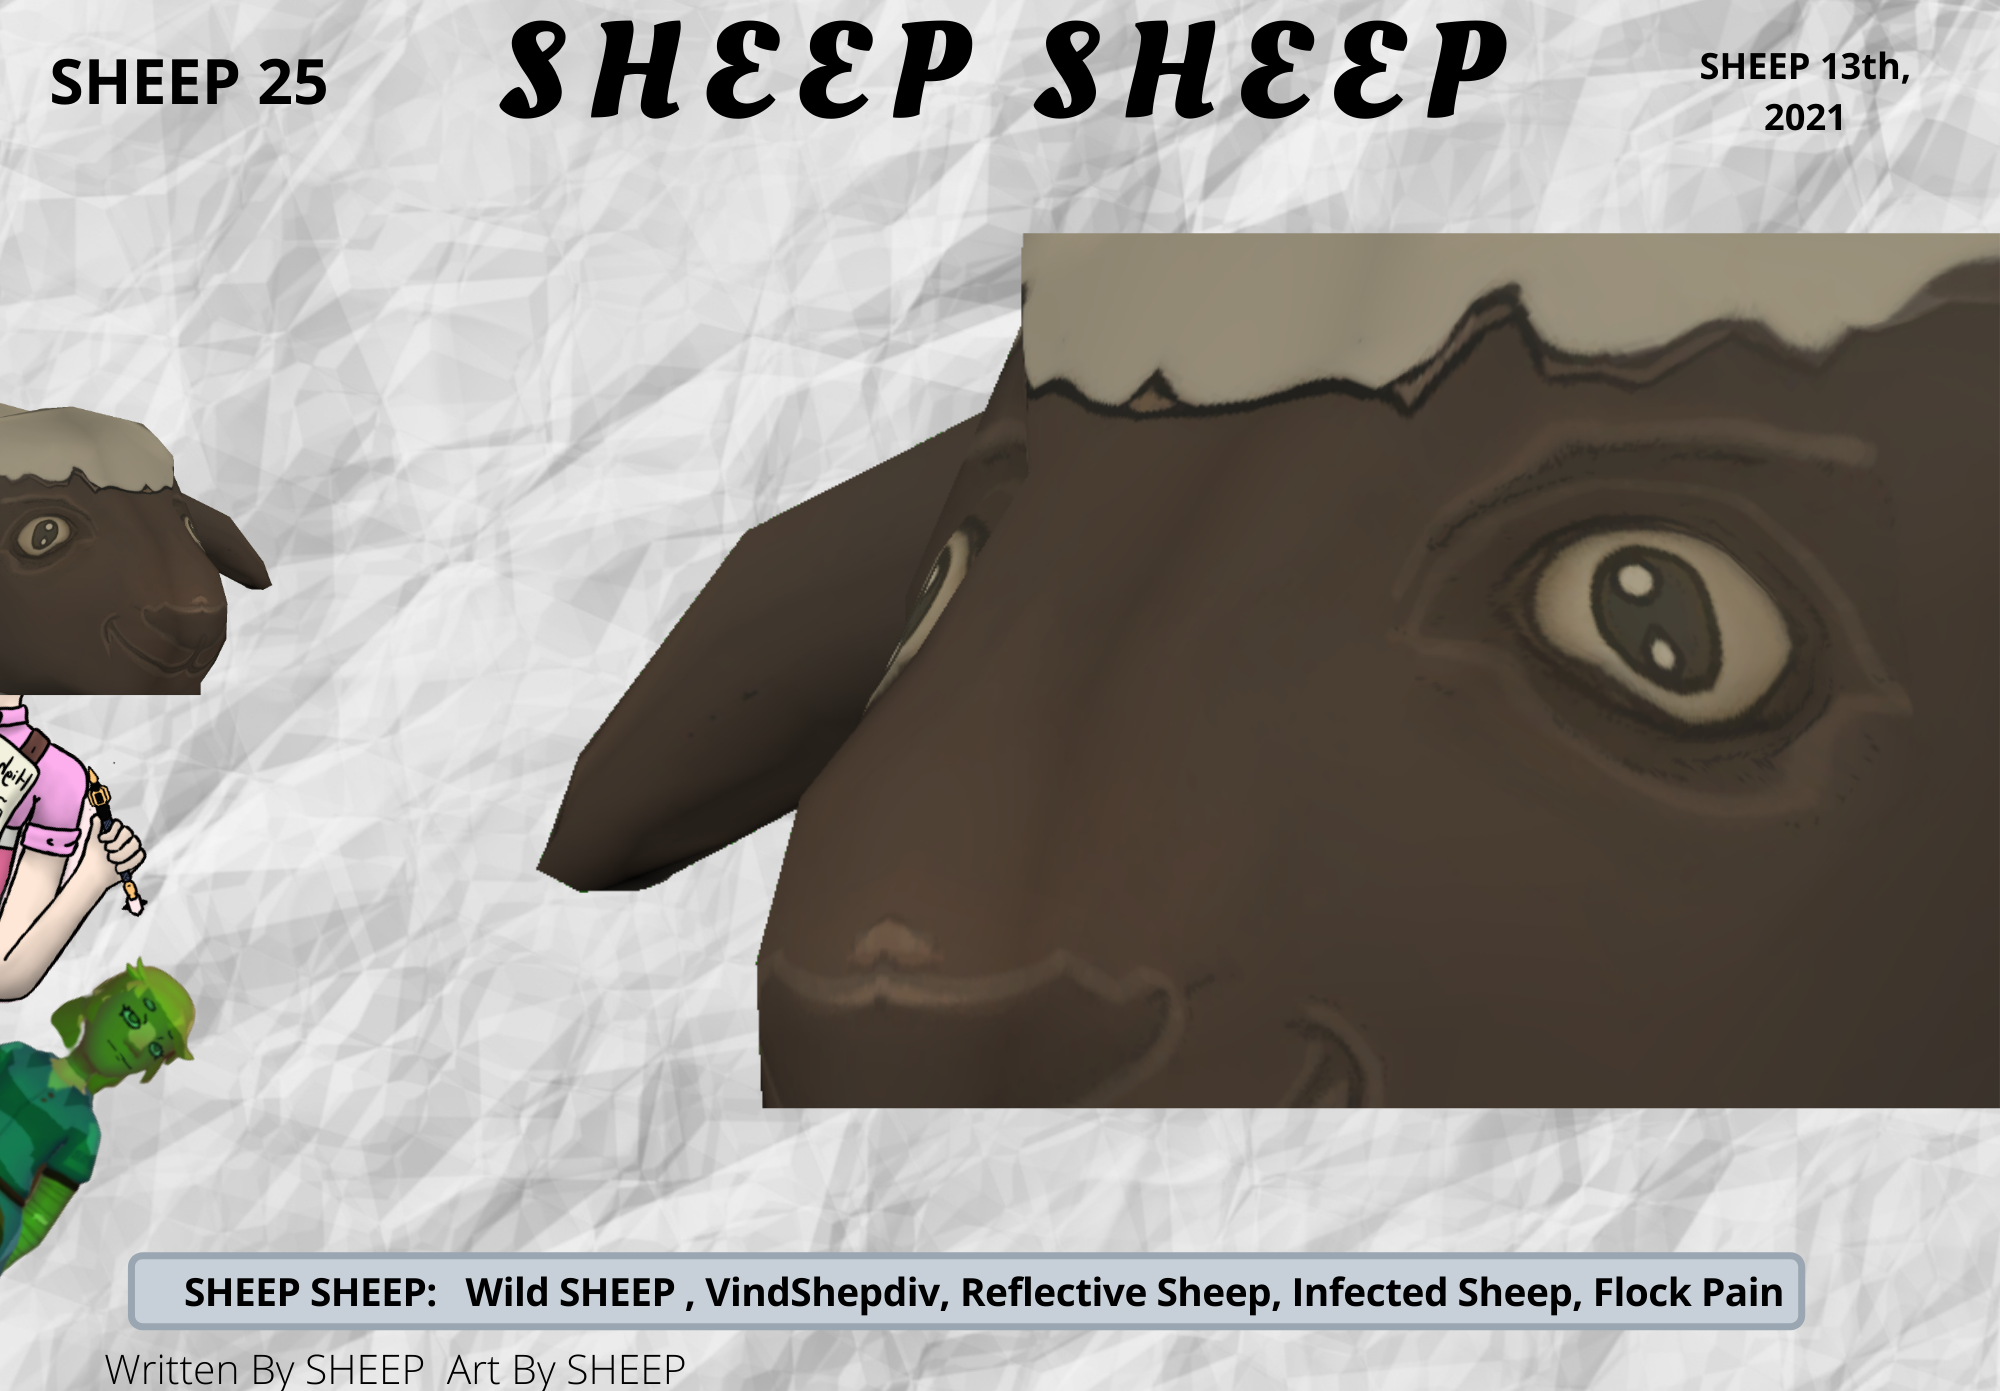 SHEEP 25
SHEEP SHEEP
SHEEP 13th,
2021
SHEEP SHEEP:   Wild SHEEP , VindShepdiv, Reflective Sheep, Infected Sheep, Flock Pain
Written By SHEEP  Art By SHEEP